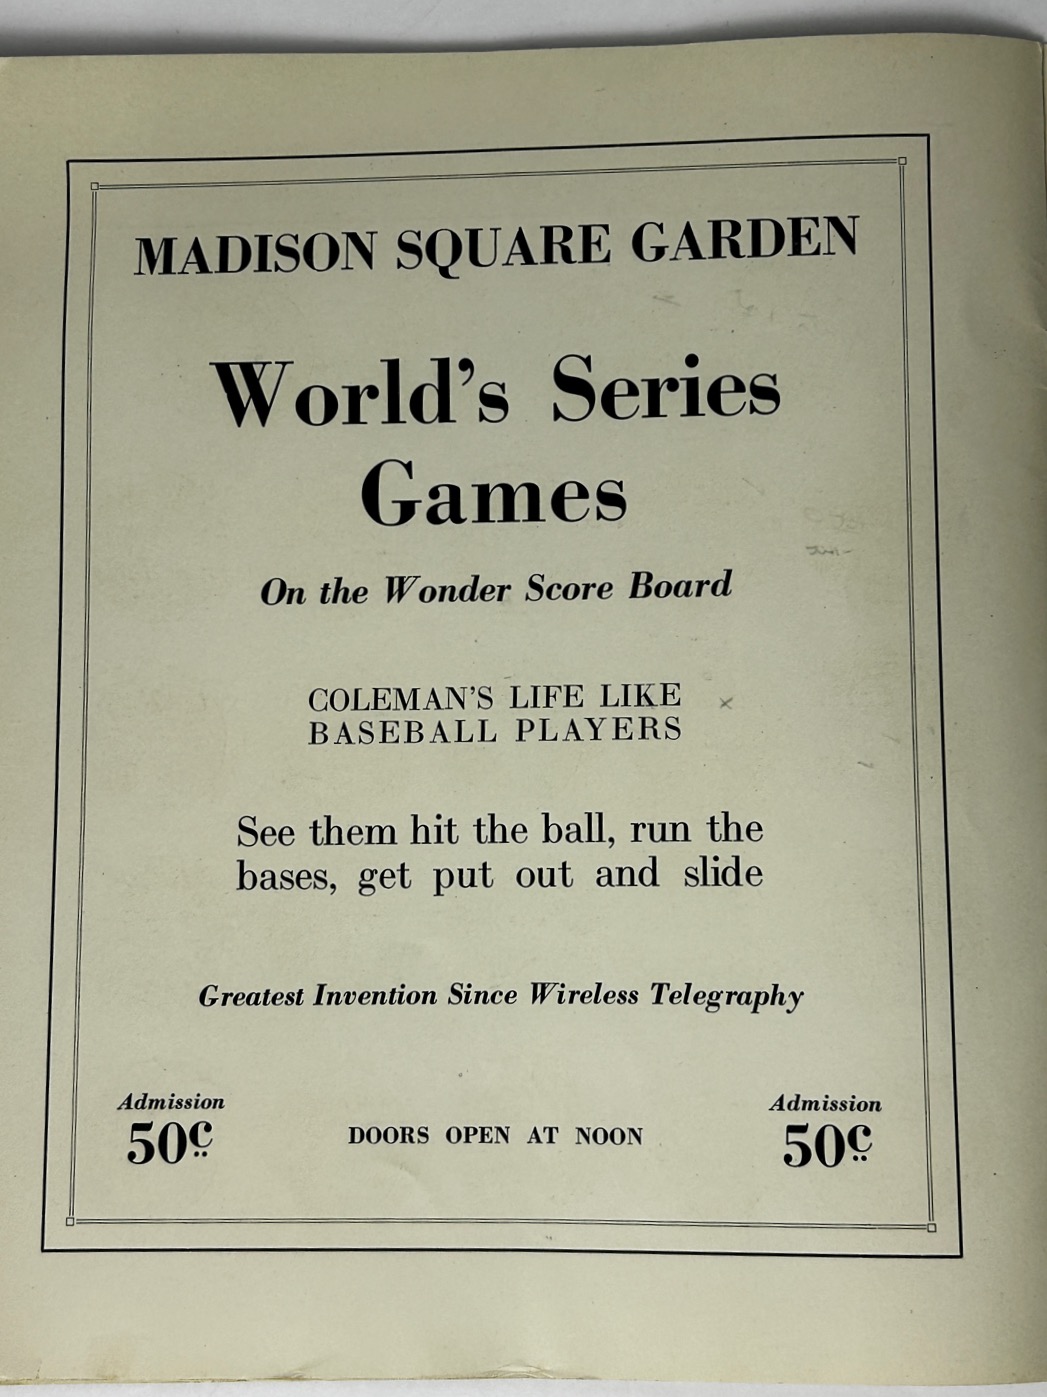 MADISON SQUARE GARDEN
World's Series
Games
On the Wonder Score Board
COLEMAN'S LIFE LIKE
BASEBALL PLAYERS
See them hit the ball, run the
bases, get put out and slide
Greatest Invention Since Wireless Telegraphy
Admission
50c
DOORS OPEN AT NOON
Admission
50c